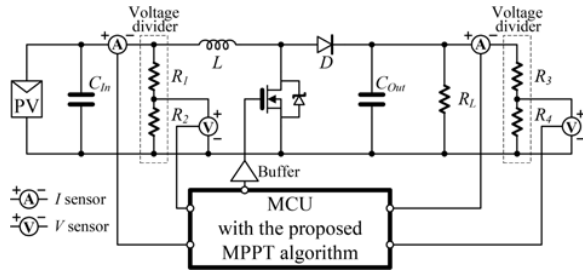 Voltage
divider
Voltage
divider
+ A −
L
D
+ A −
PV
C_In
R_1
R_2
+
V
−
C_Out
R_L
R_3
R_4
+
V
−
Buffer
+ A − I sensor
+ V − V sensor
MCU
with the proposed
MPPT algorithm